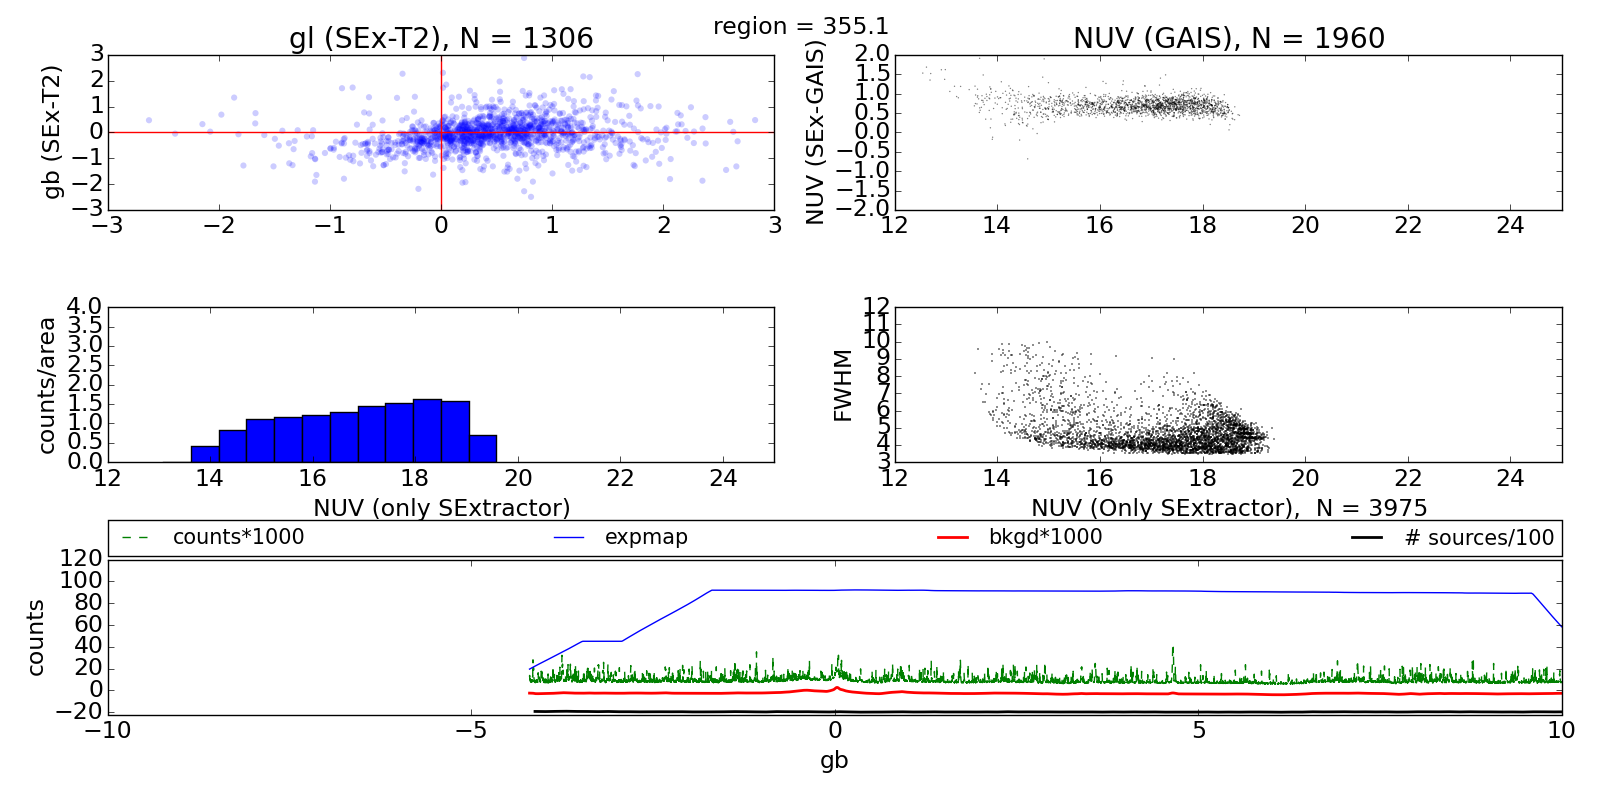 region = 355.1
gl (SEx-T2), N = 1306
NUV (GAIS), N = 1960
gb (SEx-T2)
3
2
1
0
−1
−2
−3
−3 −2 −1 0 1 2 3
NUV (SEx-GAIS)
2.0
1.5
1.0
0.5
0.0
−0.5
−1.0
−1.5
−2.0
12 14 16 18 20 22 24
counts/area
4.0
3.5
3.0
2.5
2.0
1.5
1.0
0.5
0.0
12 14 16 18 20 22 24
NUV (only SExtractor)
FWHM
12
11
10
9
8
7
6
5
4
3
12 14 16 18 20 22 24
NUV (Only SExtractor), N = 3975
counts*1000 expmap bkgd*1000 # sources/100
counts
120
100
80
60
40
20
0
−20
−10 −5 0 5 10
gb